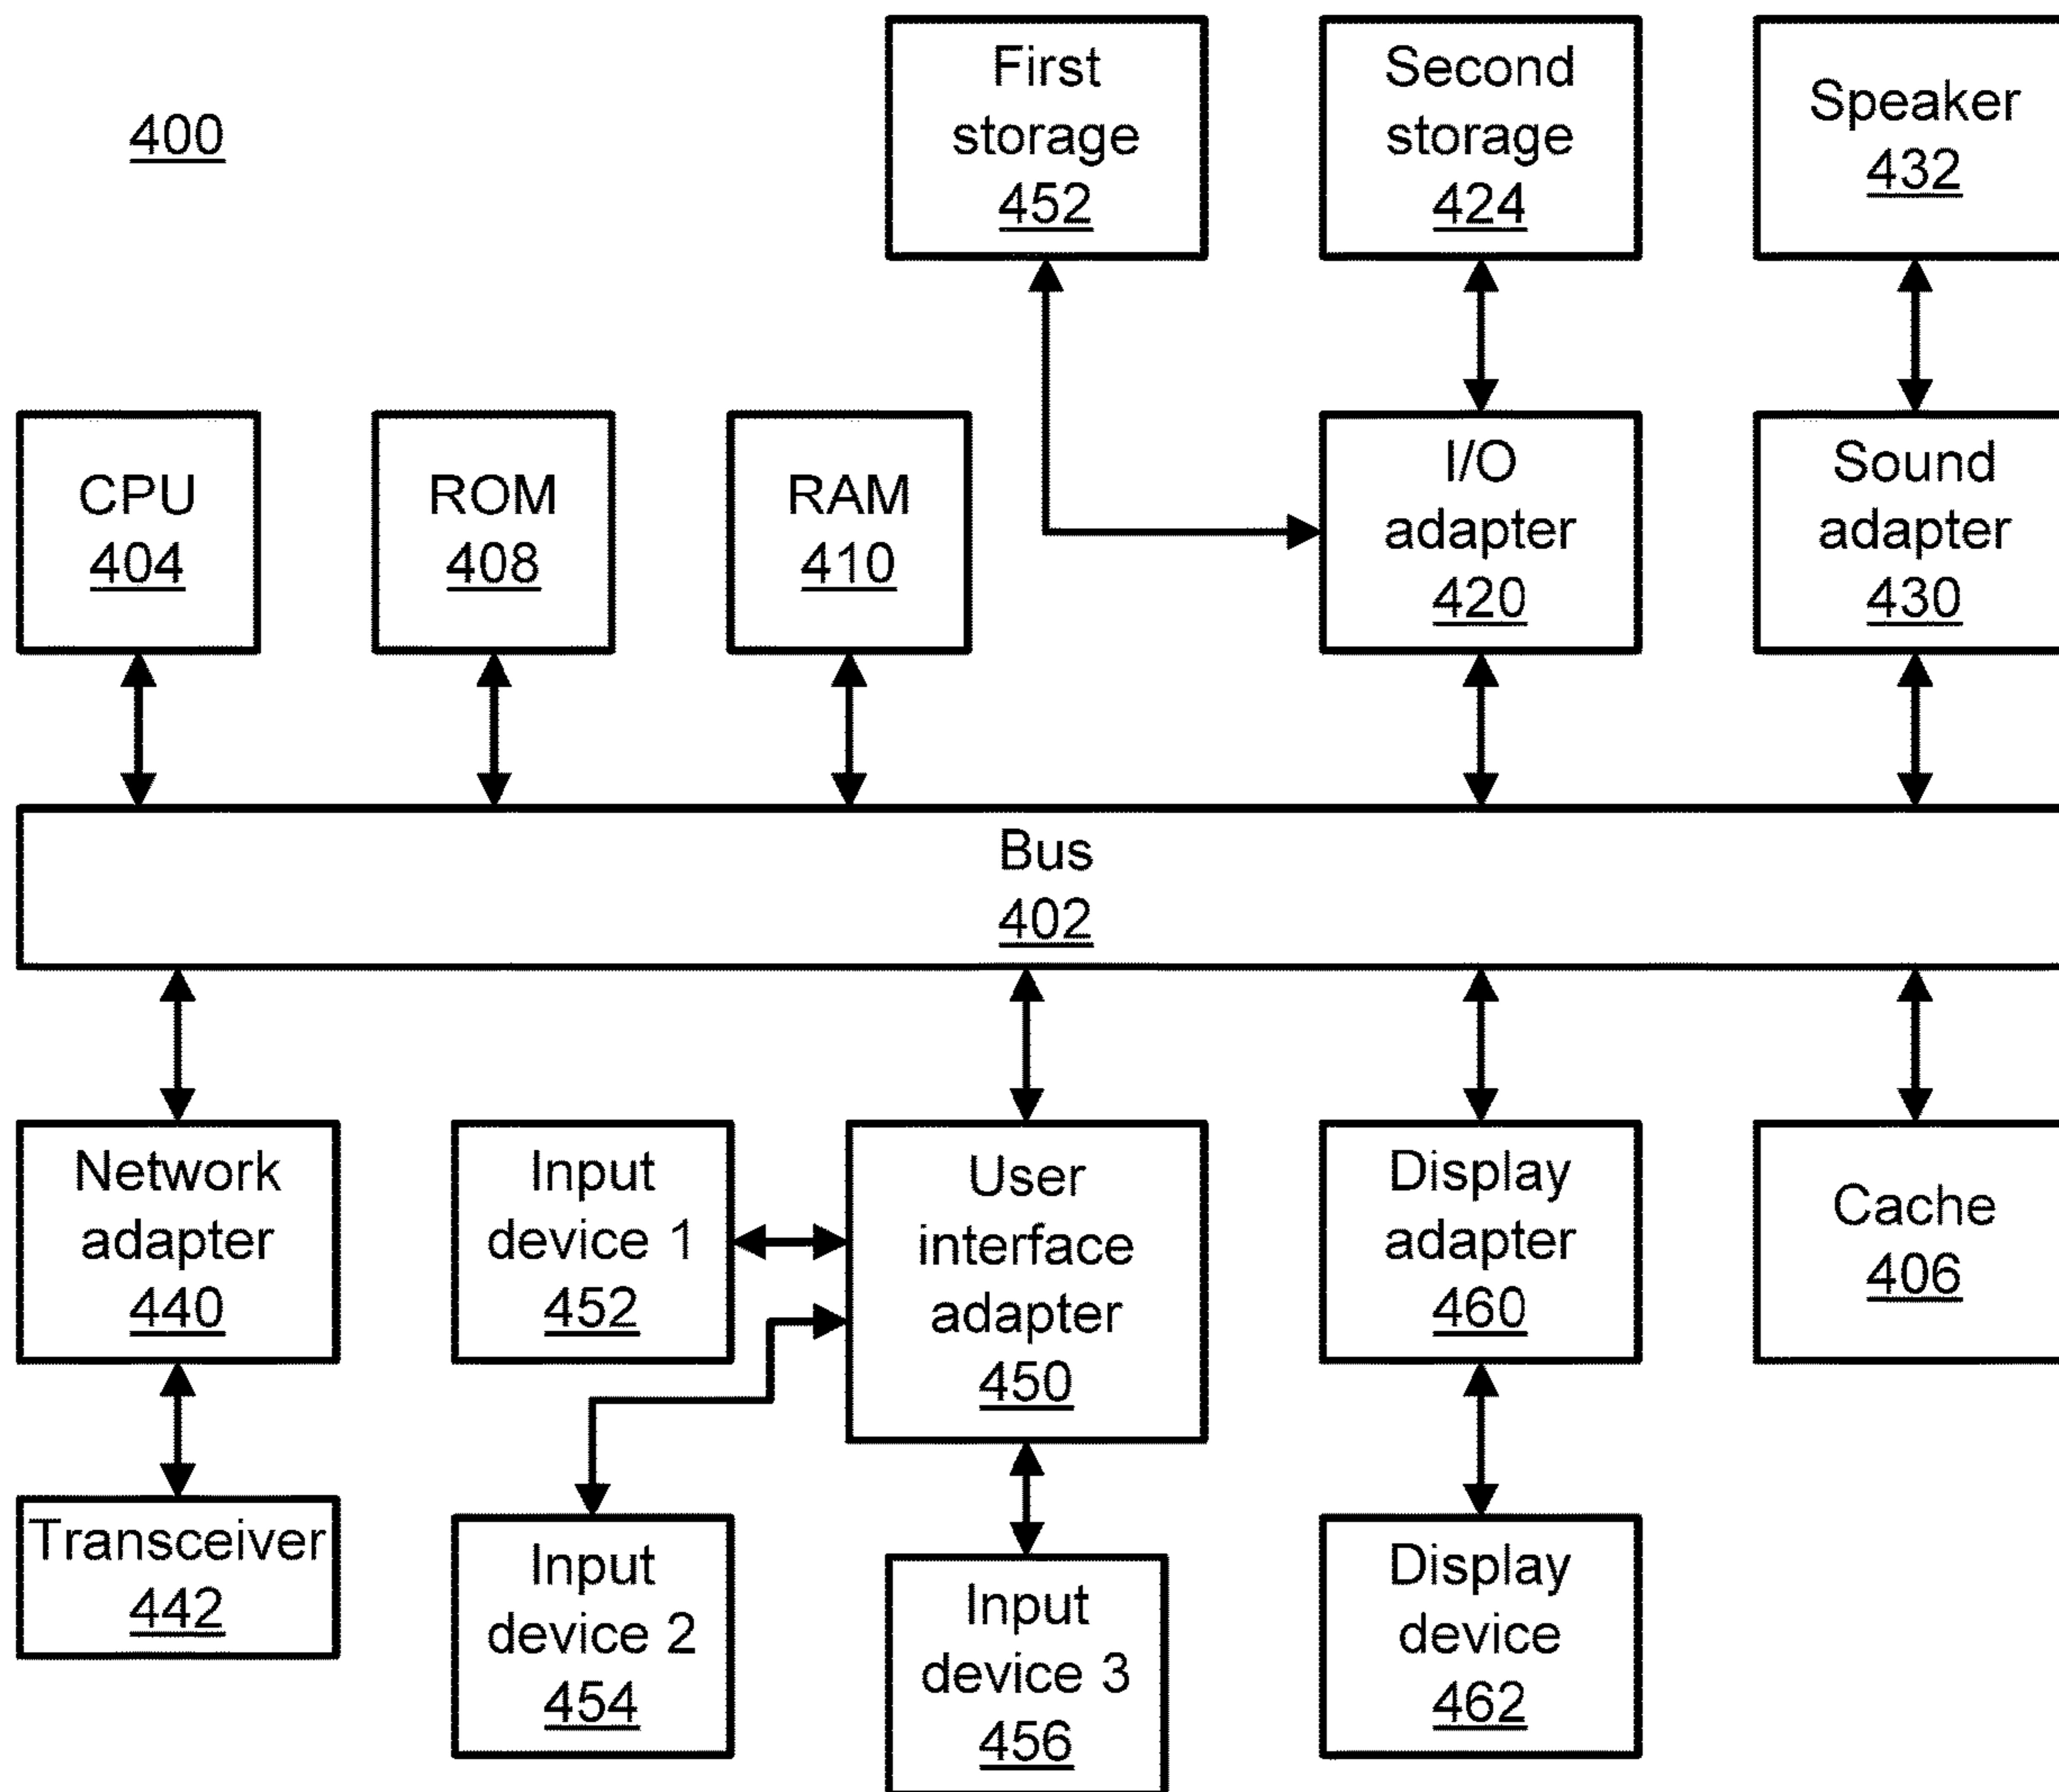 400
First
storage
452
Second
storage
424
Speaker
432
CPU
404
ROM
408
RAM
410
I/O
adapter
420
Sound
adapter
430
Bus
402
Network
adapter
440
Input
device 1
452
User
interface
adapter
450
Display
adapter
460
Cache
406
Transceiver
442
Input
device 2
454
Input
device 3
456
Display
device
462